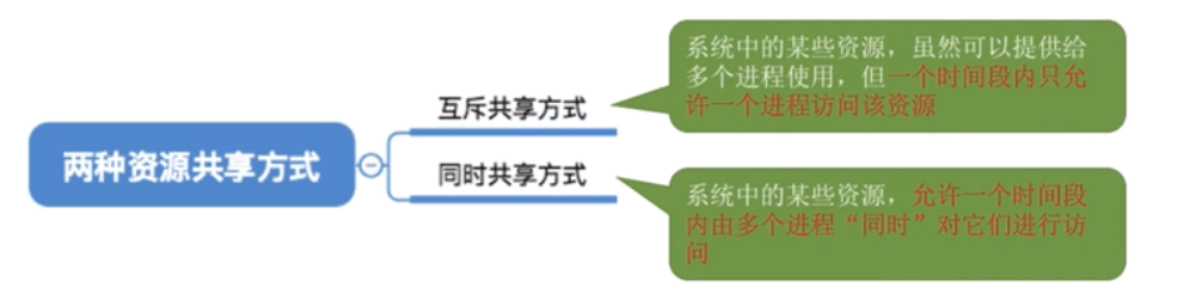 系统中的某些资源，虽然可以提供给
多个进程使用，但一个时间段内只允
许一个进程访问该资源
互斥共享方式
两种资源共享方式
同时共享方式
系统中的某些资源，允许一个时间段
内由多个进程“同时”对它们进行访
问